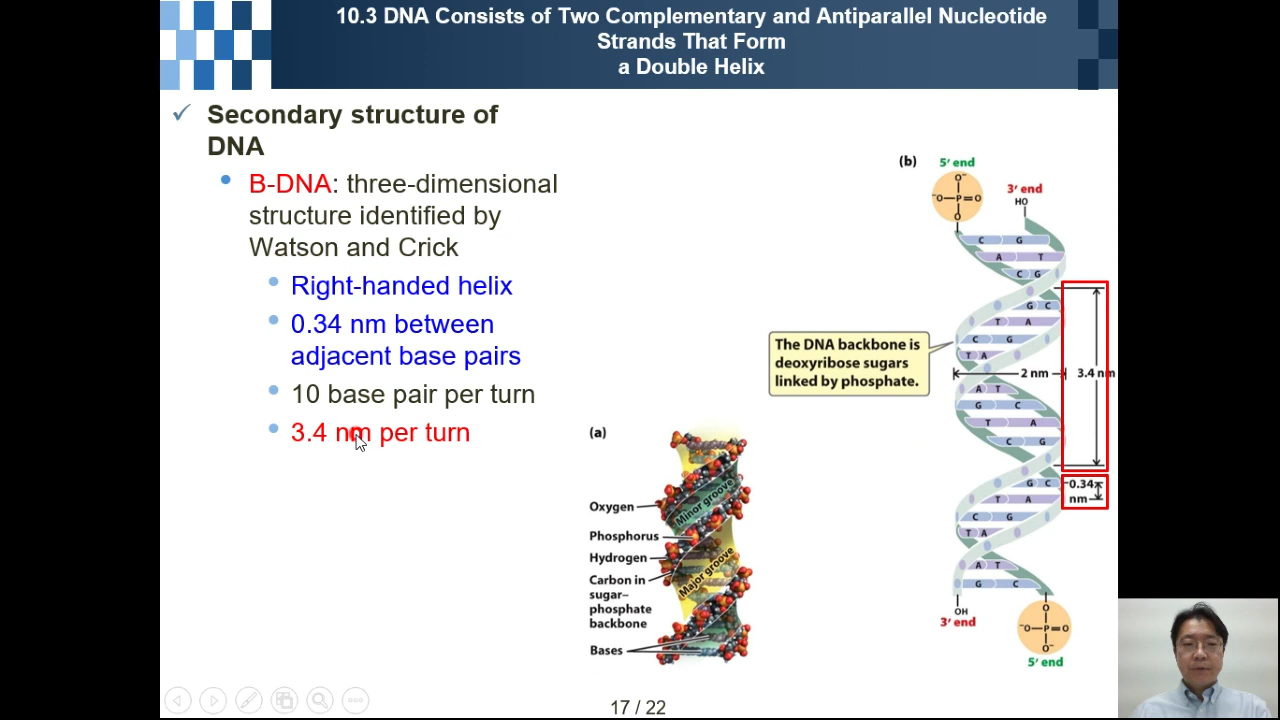 10.3 DNA Consists of Two Complementary and Antiparallel Nucleotide
Strands That Form
a Double Helix
✓ Secondary structure of
DNA
• B-DNA: three-dimensional
structure identified by
Watson and Crick
• Right-handed helix
• 0.34 nm between
adjacent base pairs
• 10 base pair per turn
• 3.4 nm per turn
(a)
Oxygen
Phosphorus
Hydrogen
Carbon in
sugar–
phosphate
backbone
Bases
Minor groove
Major groove
(b)
5′ end
O⁻
⁻O—P=O
O
3′ end
HO
C G
A T
C G
G C
T A
C G
T A
The DNA backbone is
deoxyribose sugars
linked by phosphate.
2 nm
3.4 nm
A T
G C
T A
C G
G C
0.34
nm
T A
C G
T A
A T
G C
OH
3′ end
O
⁻O—P=O
O⁻
5′ end
17 / 22